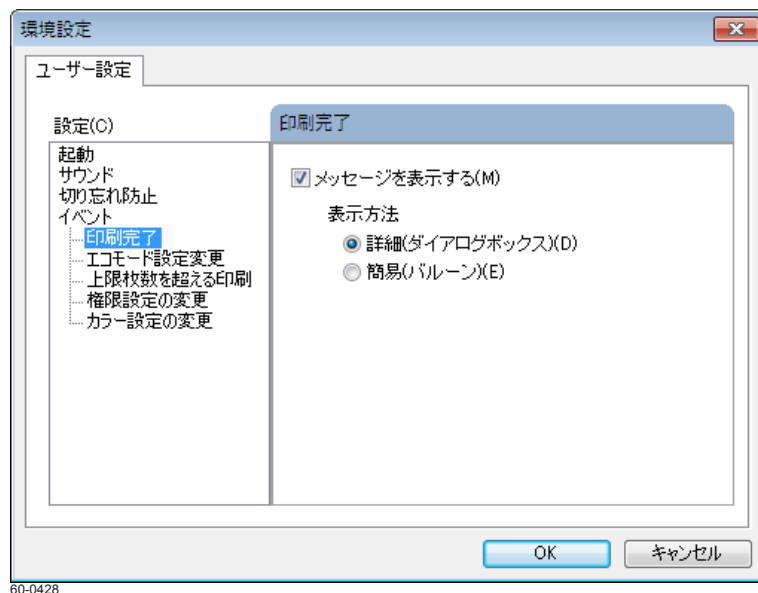 環境設定
ユーザー設定
設定(C)
起動
サウンド
切り忘れ防止
イベント
印刷完了
エコモード設定変更
上限枚数を超える印刷
権限設定の変更
カラー設定の変更
印刷完了
メッセージを表示する(M)
表示方法
詳細(ダイアログボックス)(D)
簡易(バルーン)(E)
OK
キャンセル
60-0428